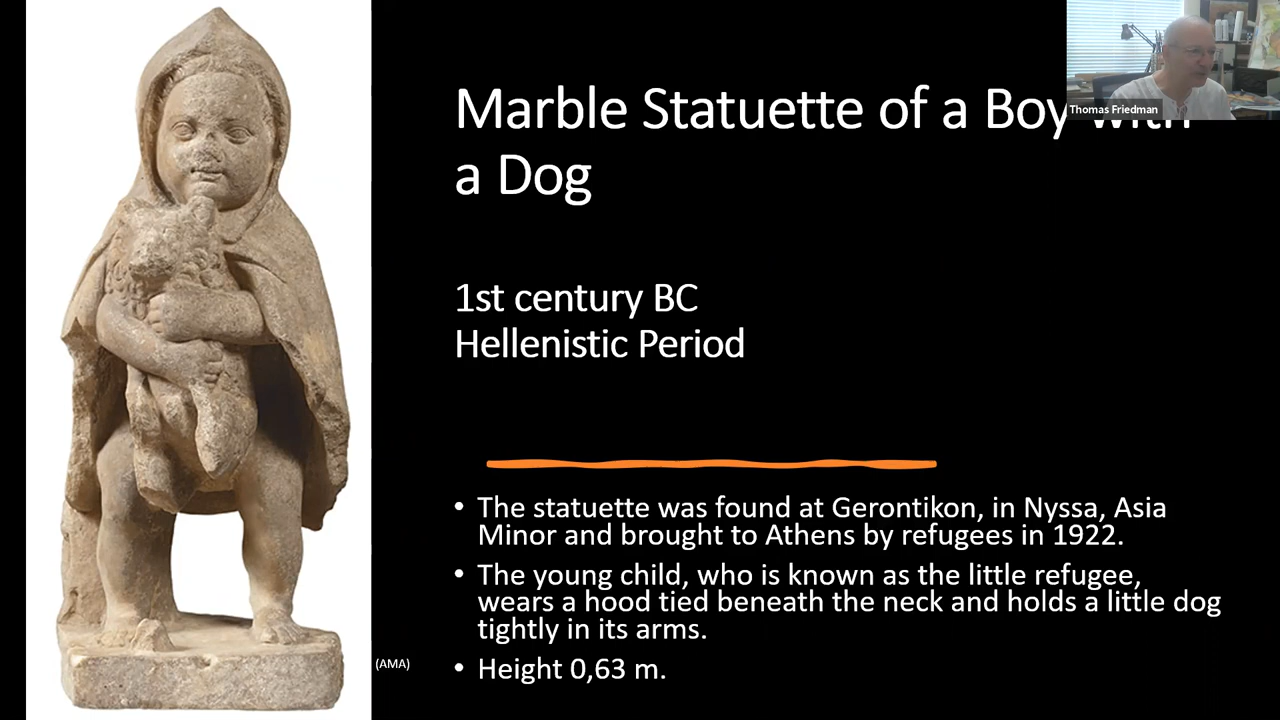 Thomas Friedman
Marble Statuette of a Boy with
a Dog
1st century BC
Hellenistic Period
• The statuette was found at Gerontikon, in Nyssa, Asia
Minor and brought to Athens by refugees in 1922.
• The young child, who is known as the little refugee,
wears a hood tied beneath the neck and holds a little dog
tightly in its arms.
(AMA)
• Height 0,63 m.